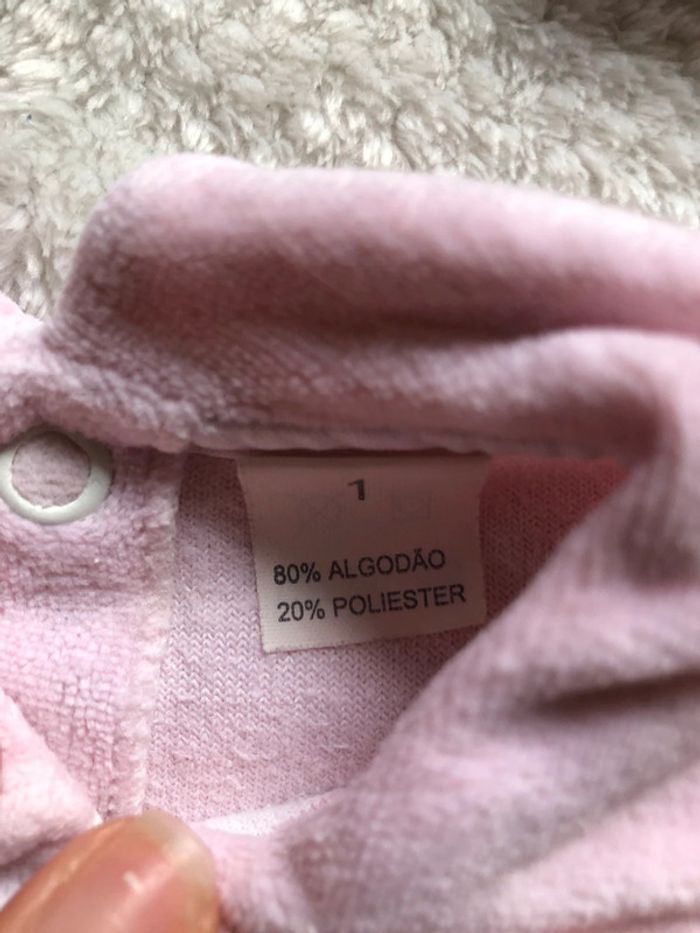 1
80% ALGODÃO
20% POLIESTER